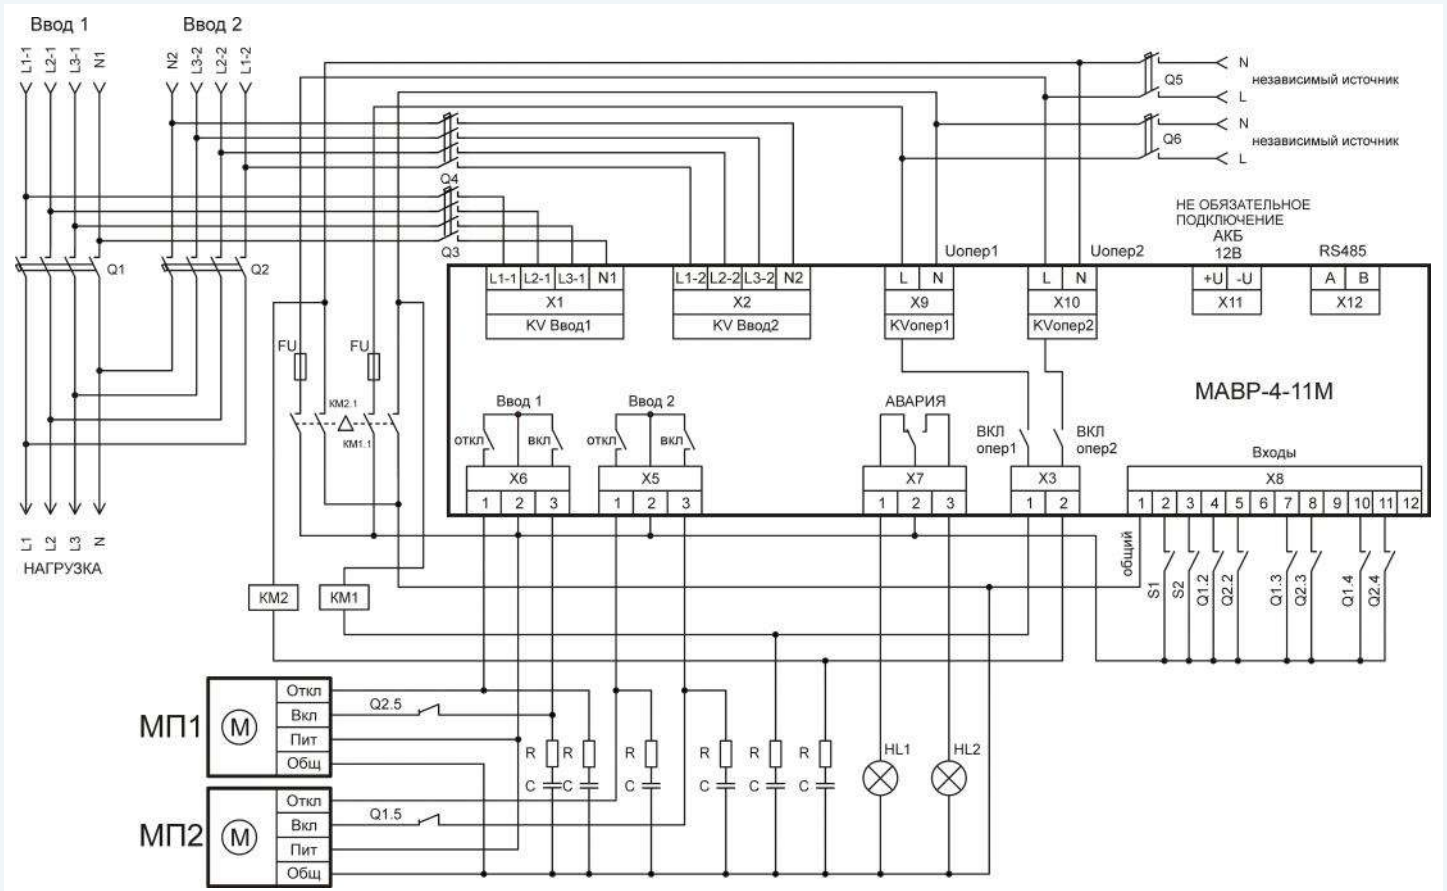 Ввод 1
Ввод 2
L1-1
L2-1
L3-1
N1
N2
L3-2
L2-2
L1-2
N
Q5
независимый источник
L
N
Q6
независимый источник
L
Q4
Q3
Q1
Q2
НЕ ОБЯЗАТЕЛЬНОЕ
ПОДКЛЮЧЕНИЕ
АКБ
12В
RS485
Uопер1
Uопер2
L1-1 L2-1 L3-1 N1
X1
KV Ввод1
L1-2 L2-2 L3-2 N2
X2
KV Ввод2
L N
X9
KVопер1
L N
X10
KVопер2
+U -U
X11
A B
X12
МАВР-4-11М
FU
FU
КМ2.1
КМ1.1
Ввод 1
откл
вкл
X6
1 2 3
Ввод 2
откл
вкл
X5
1 2 3
АВАРИЯ
X7
1 2 3
ВКЛ
опер1
ВКЛ
опер2
X3
1 2
Входы
X8
1 2 3 4 5 6 7 8 9 10 11 12
L1
L2
L3
N
НАГРУЗКА
КМ2
КМ1
общий
S1
S2
Q1.2
Q2.2
Q1.3
Q2.3
Q1.4
Q2.4
МП1
М
Откл
Вкл
Пит
Общ
Q2.5
МП2
М
Откл
Вкл
Пит
Общ
Q1.5
R R R R R R
C C C C C C
HL1
HL2